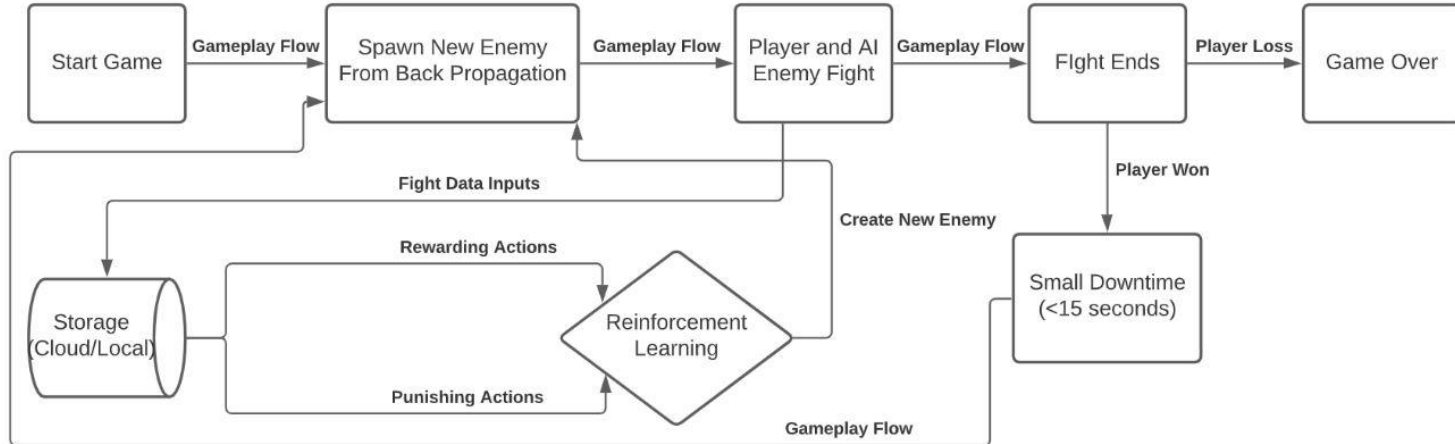 Start Game
Gameplay Flow
Spawn New Enemy
From Back Propagation
Gameplay Flow
Player and AI
Enemy Fight
Gameplay Flow
FIght Ends
Player Loss
Game Over
Fight Data Inputs
Player Won
Create New Enemy
Rewarding Actions
Storage
(Cloud/Local)
Reinforcement
Learning
Small Downtime
(<15 seconds)
Punishing Actions
Gameplay Flow